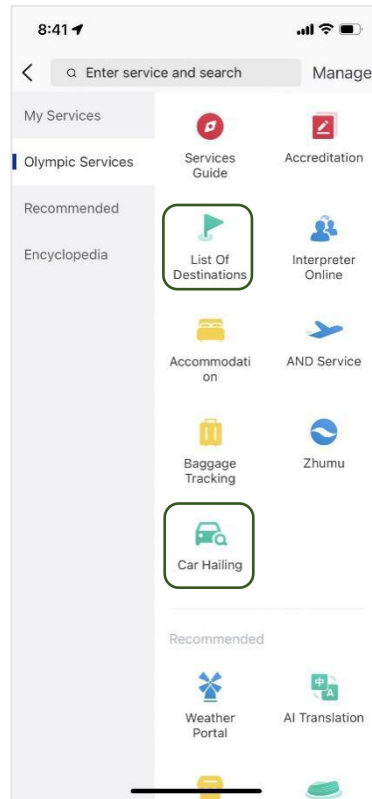 8:41
Enter service and search
Manage
My Services
Olympic Services
Recommended
Encyclopedia
Services
Guide
Accreditation
List Of
Destinations
Interpreter
Online
Accommodati
on
AND Service
Baggage
Tracking
Zhumu
Car Hailing
Recommended
Weather
Portal
中
A
AI Translation